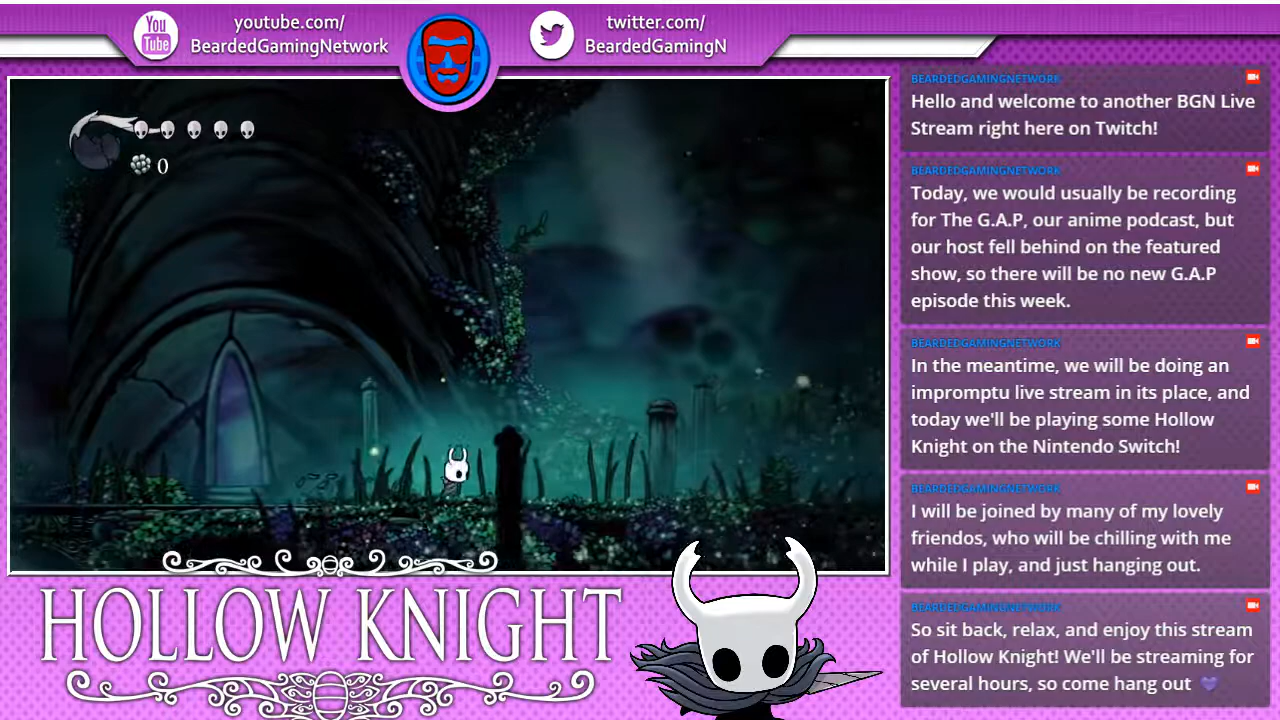 youtube.com/
BeardedGamingNetwork
You
Tube
twitter.com/
BeardedGamingN
0
HOLLOW KNIGHT
BEARDEDGAMINGNETWORK
Hello and welcome to another BGN Live
Stream right here on Twitch!
BEARDEDGAMINGNETWORK
Today, we would usually be recording
for The G.A.P, our anime podcast, but
our host fell behind on the featured
show, so there will be no new G.A.P
episode this week.
BEARDEDGAMINGNETWORK
In the meantime, we will be doing an
impromptu live stream in its place, and
today we'll be playing some Hollow
Knight on the Nintendo Switch!
BEARDEDGAMINGNETWORK
I will be joined by many of my lovely
friendos, who will be chilling with me
while I play, and just hanging out.
BEARDEDGAMINGNETWORK
So sit back, relax, and enjoy this stream
of Hollow Knight! We'll be streaming for
several hours, so come hang out 💜